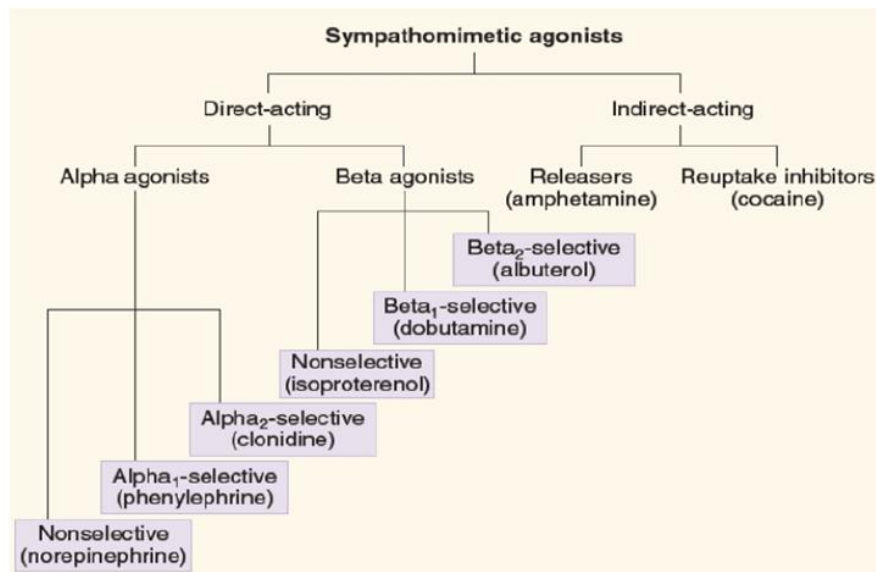 Sympathomimetic agonists
Direct-acting
Indirect-acting
Alpha agonists
Beta agonists
Releasers
(amphetamine)
Reuptake inhibitors
(cocaine)
Beta₂-selective
(albuterol)
Beta₁-selective
(dobutamine)
Nonselective
(isoproterenol)
Alpha₂-selective
(clonidine)
Alpha₁-selective
(phenylephrine)
Nonselective
(norepinephrine)